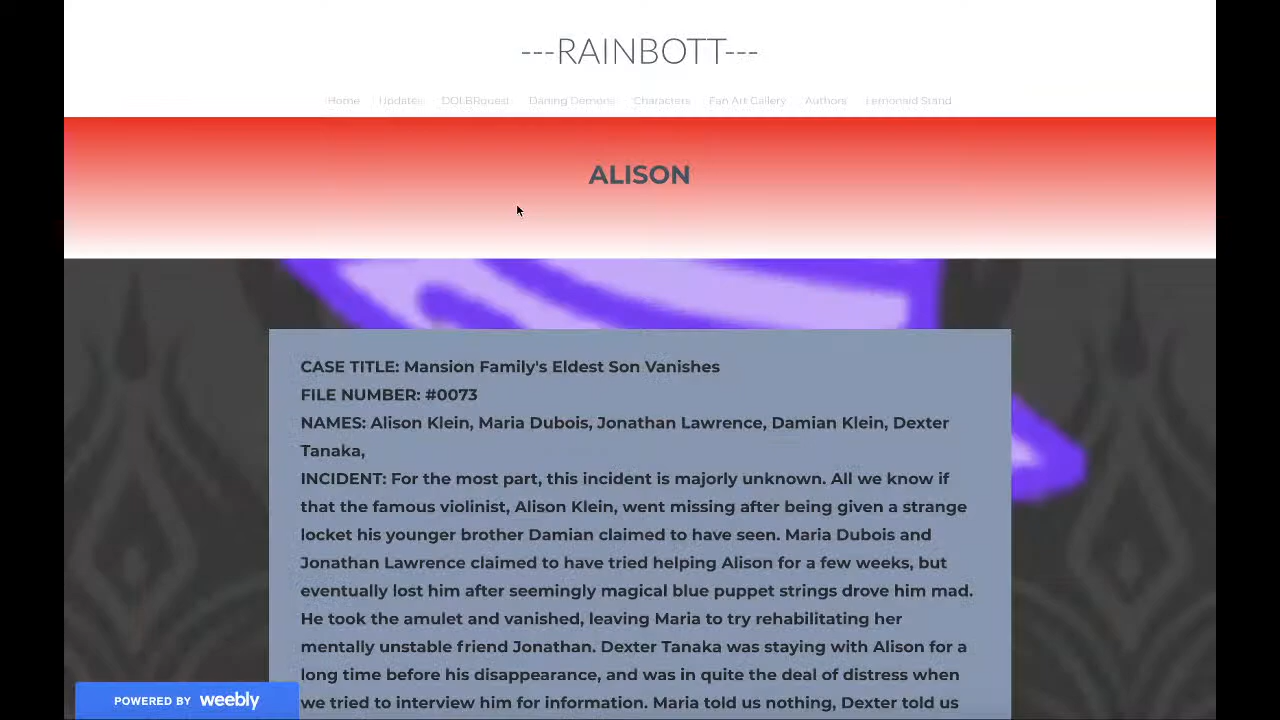 ---RAINBOTT---
Home Updates DOLBRquest Daring Demons Characters Fan Art Gallery Authors Lemonaid Stand
ALISON
CASE TITLE: Mansion Family's Eldest Son Vanishes
FILE NUMBER: #0073
NAMES: Alison Klein, Maria Dubois, Jonathan Lawrence, Damian Klein, Dexter
Tanaka,
INCIDENT: For the most part, this incident is majorly unknown. All we know if
that the famous violinist, Alison Klein, went missing after being given a strange
locket his younger brother Damian claimed to have seen. Maria Dubois and
Jonathan Lawrence claimed to have tried helping Alison for a few weeks, but
eventually lost him after seemingly magical blue puppet strings drove him mad.
He took the amulet and vanished, leaving Maria to try rehabilitating her
mentally unstable friend Jonathan. Dexter Tanaka was staying with Alison for a
long time before his disappearance, and was in quite the deal of distress when
we tried to interview him for information. Maria told us nothing, Dexter told us
POWERED BY weebly